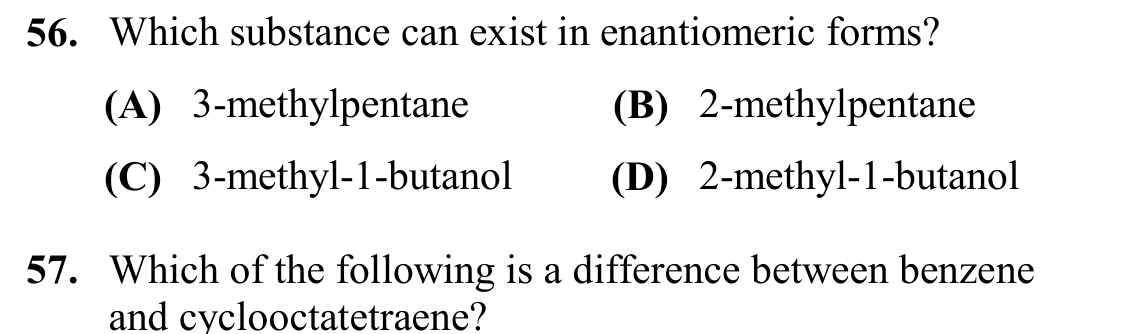 56. Which substance can exist in enantiomeric forms?
(A) 3-methylpentane (B) 2-methylpentane
(C) 3-methyl-1-butanol (D) 2-methyl-1-butanol
57. Which of the following is a difference between benzene
and cyclooctatetraene?